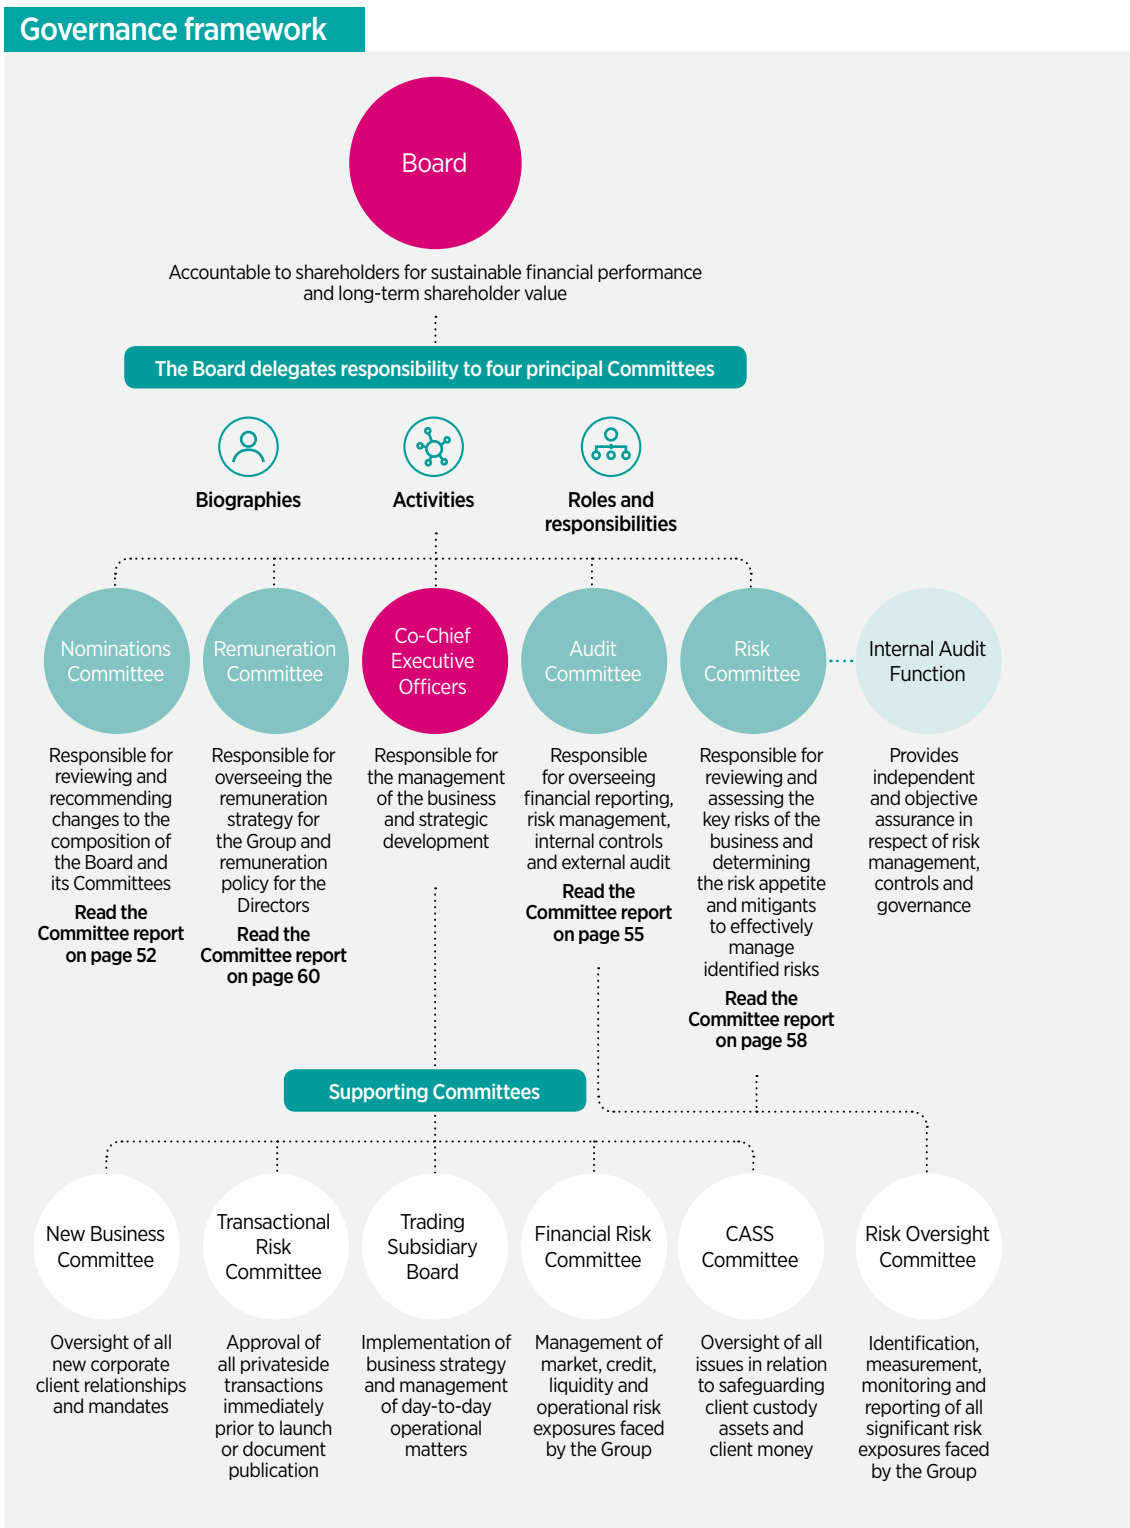 Governance framework
Board
Accountable to shareholders for sustainable financial performance
and long-term shareholder value
The Board delegates responsibility to four principal Committees
Biographies
Activities
Roles and
responsibilities
Nominations
Committee
Responsible for
reviewing and
recommending
changes to the
composition of
the Board and
its Committees
Read the
Committee report
on page 52
Remuneration
Committee
Responsible for
overseeing the
remuneration
strategy for
the Group and
remuneration
policy for the
Directors
Read the
Committee report
on page 60
Co-Chief
Executive
Officers
Responsible for
the management
of the business
and strategic
development
Audit
Committee
Responsible
for overseeing
financial reporting,
risk management,
internal controls
and external audit
Read the
Committee report
on page 55
Risk
Committee
Responsible for
reviewing and
assessing the
key risks of the
business and
determining
the risk appetite
and mitigants
to effectively
manage
identified risks
Read the
Committee report
on page 58
Internal Audit
Function
Provides
independent
and objective
assurance in
respect of risk
management,
controls and
governance
Supporting Committees
New Business
Committee
Oversight of all
new corporate
client relationships
and mandates
Transactional
Risk
Committee
Approval of
all privateside
transactions
immediately
prior to launch
or document
publication
Trading
Subsidiary
Board
Implementation of
business strategy
and management
of day-to-day
operational
matters
Financial Risk
Committee
Management of
market, credit,
liquidity and
operational risk
exposures faced
by the Group
CASS
Committee
Oversight of all
issues in relation
to safeguarding
client custody
assets and
client money
Risk Oversight
Committee
Identification,
measurement,
monitoring and
reporting of all
significant risk
exposures faced
by the Group